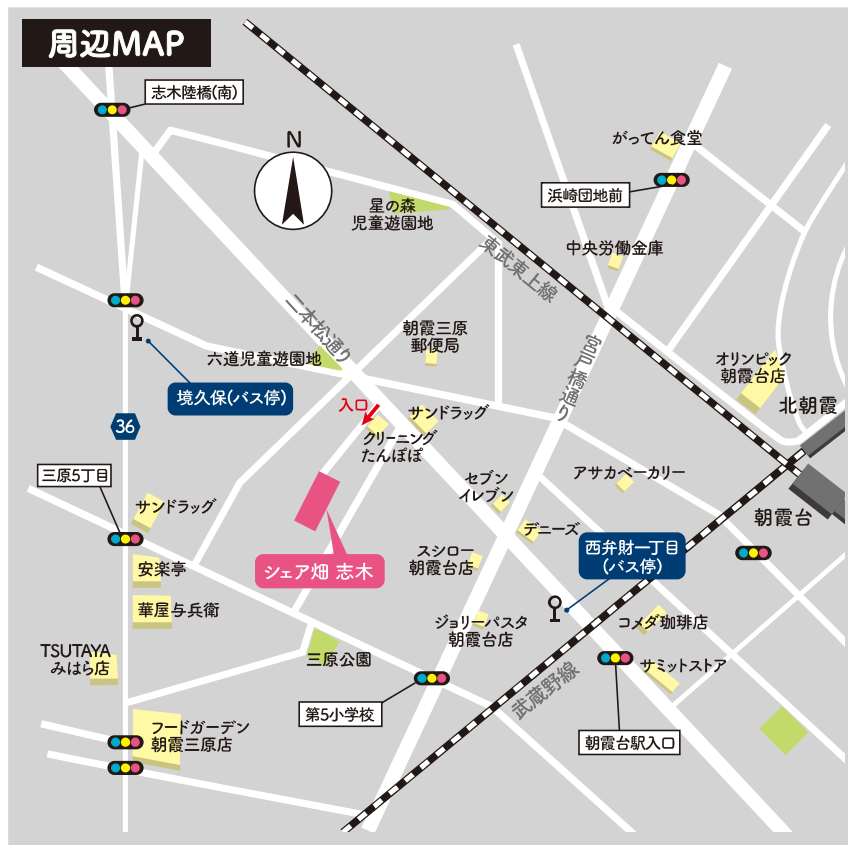 周辺MAP
志木陸橋(南)
N
がってん食堂
浜崎団地前
星の森
児童遊園地
東武東上線
中央労働金庫
二本松通り
朝霞三原
郵便局
六道児童遊園地
宮戸橋通り
オリンピック
朝霞台店
北朝霞
境久保(バス停)
入口
サンドラッグ
クリーニング
たんぽぽ
36
三原5丁目
サンドラッグ
セブン
イレブン
アサカベーカリー
朝霞台
デニーズ
西弁財一丁目
(バス停)
スシロー
朝霞台店
シェア畑 志木
安楽亭
華屋与兵衛
ジョリーパスタ
朝霞台店
コメダ珈琲店
TSUTAYA
みはら店
三原公園
サミットストア
武蔵野線
第5小学校
フードガーデン
朝霞三原店
朝霞台駅入口